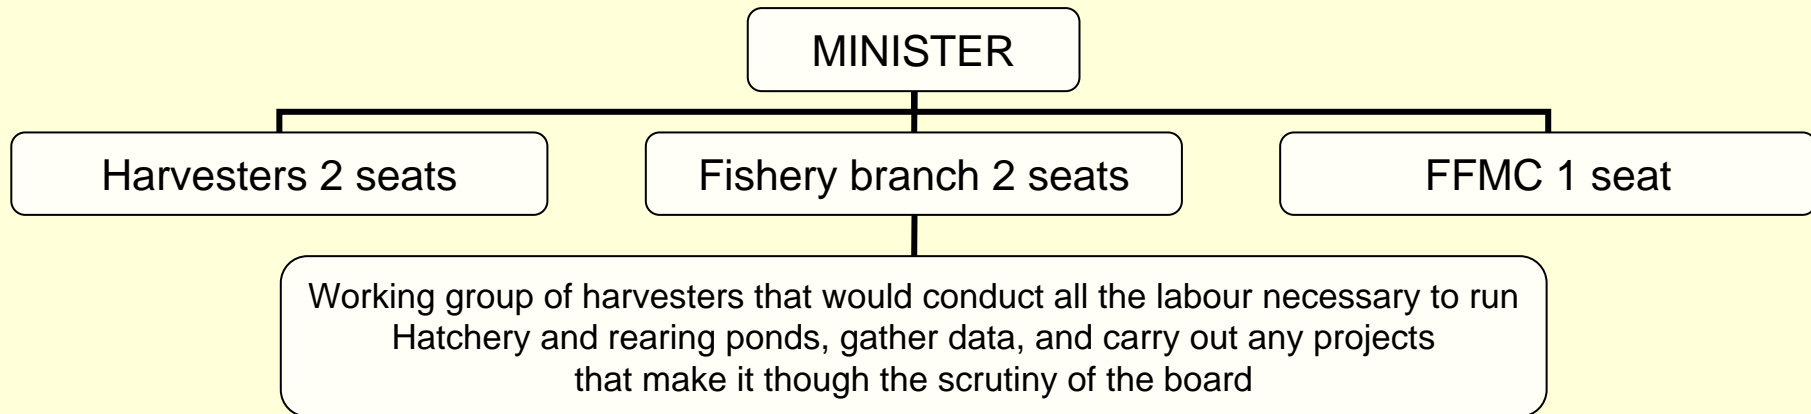 MINISTER
Harvesters 2 seats
Fishery branch 2 seats
FFMC 1 seat
Working group of harvesters that would conduct all the labour necessary to run
Hatchery and rearing ponds, gather data, and carry out any projects
that make it though the scrutiny of the board